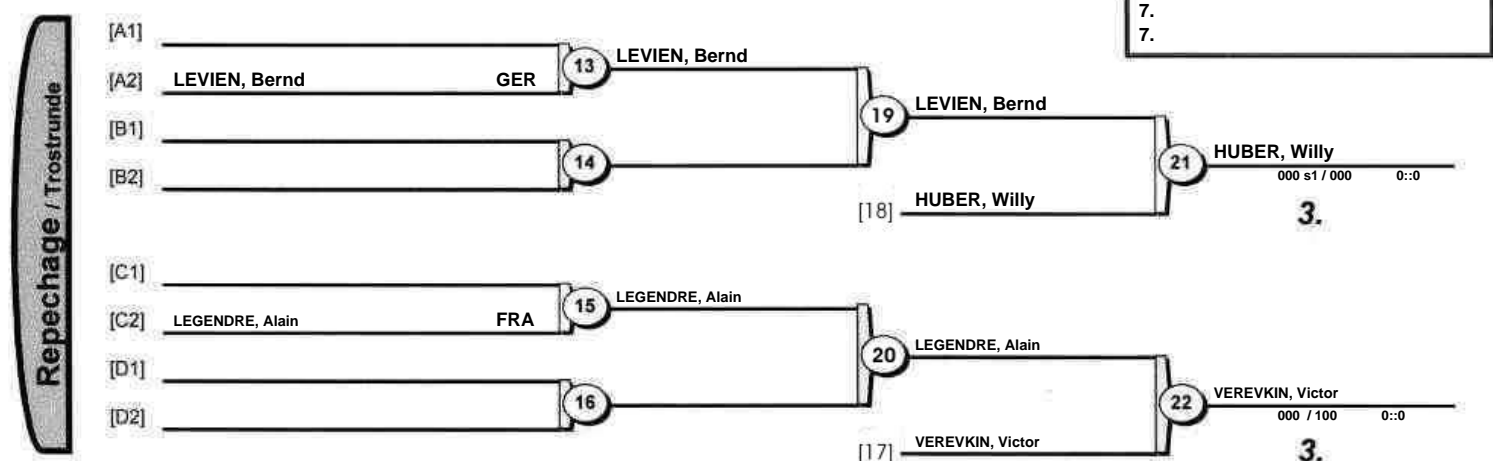 7.
7.
Repechage / Trostrunde
[A1]
[A2] LEVIEN, Bernd GER 13 LEVIEN, Bernd
[B1]
[B2]
14
19 LEVIEN, Bernd
[18] HUBER, Willy
21 HUBER, Willy
000 s1 / 000 0::0
3.
[C1]
[C2] LEGENDRE, Alain FRA 15 LEGENDRE, Alain
[D1]
[D2]
16
20 LEGENDRE, Alain
[17] VEREVKIN, Victor
22 VEREVKIN, Victor
000 / 100 0::0
3.